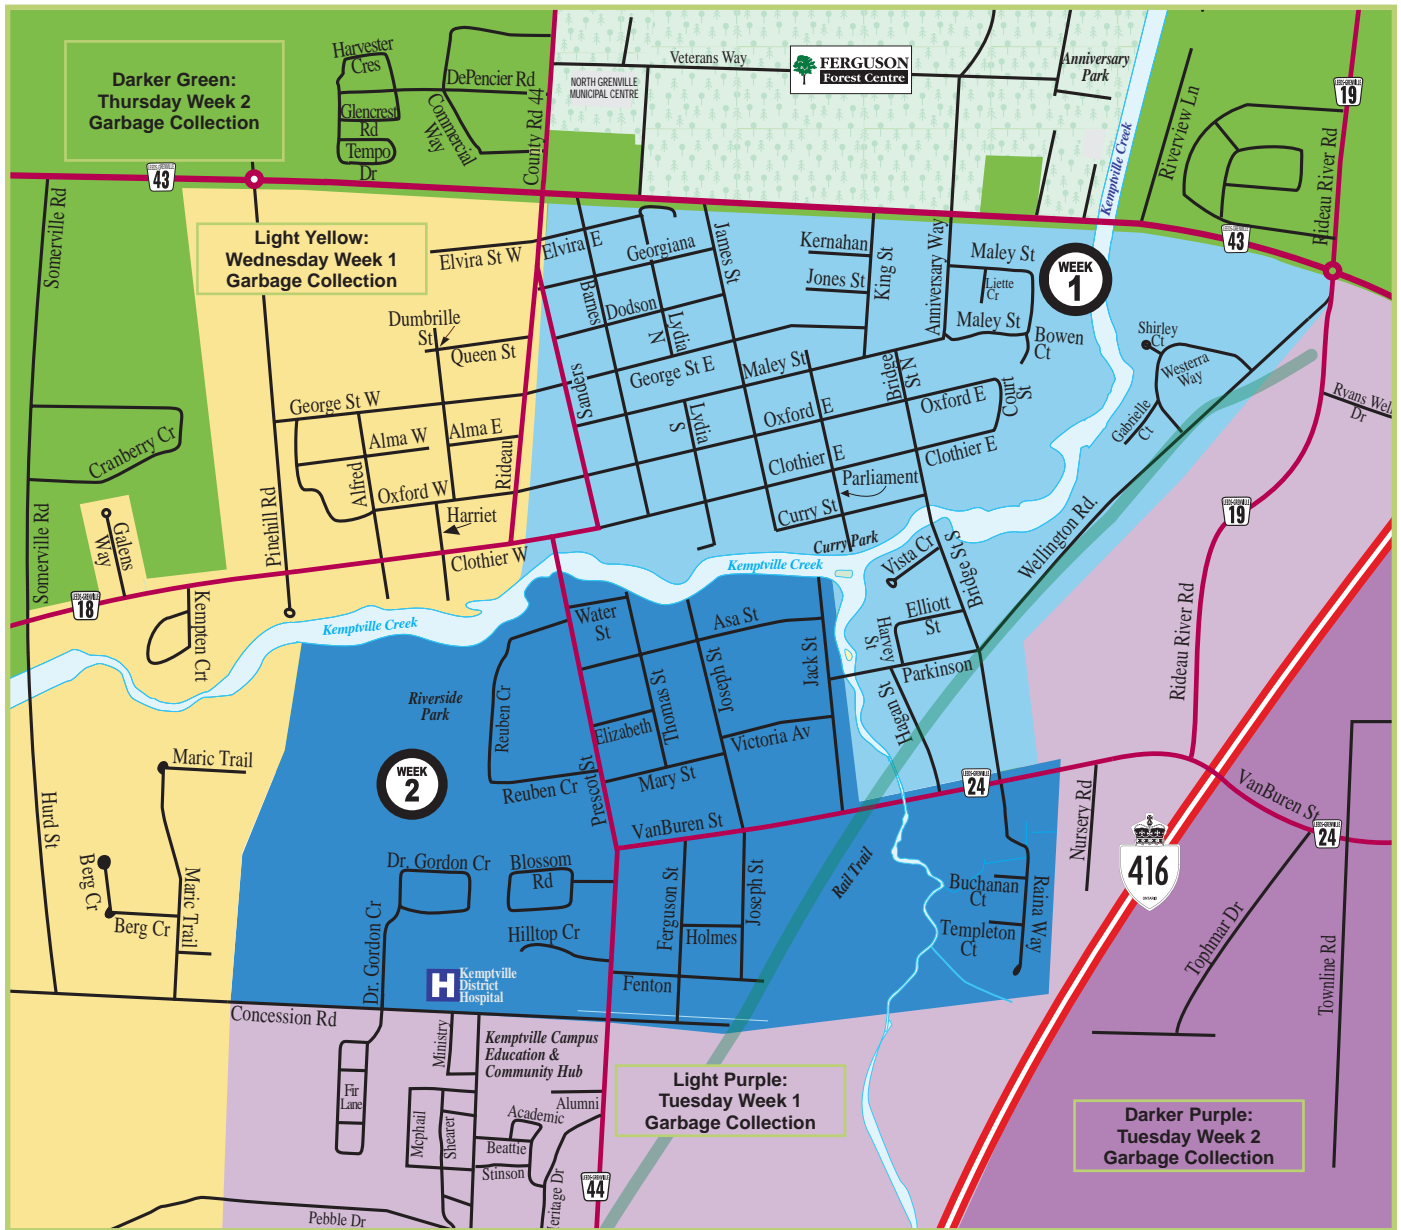 Darker Green:
Thursday Week 2
Garbage Collection
Harvester
Cres
DePencier Rd
Glencrest
Rd
Tempo
Dr
Commercial
Way
County Rd 44
Veterans Way
NORTH GRENVILLE
MUNICIPAL CENTRE
FERGUSON
Forest Centre
Anniversary
Park
Kemptville Creek
Riverview Ln
19
Rideau River Rd
43
43
Somerville Rd
Light Yellow:
Wednesday Week 1
Garbage Collection
Elvira St W
Elvira E
Georgiana
James St
Kernahan
Jones St
King St
Anniversary Way
Maley St
Liette
Cr
Maley St
WEEK
1
Bowen
Ct
Shirley
Ct
Westerra
Way
Gabrielle
Ct
Ryans Well
Dr
Dumbrille
St
Queen St
Barnes
Dodson
Lydia
N
Sanders
George St E
Maley St
Bridge
St N
Court
St
Oxford E
Oxford E
George St W
Alma W
Alma E
Rideau
Lydia
S
Clothier E
Clothier E
Parliament
Curry St
Curry Park
Cranberry Cr
Galens
Way
Somerville Rd
Pinehill Rd
Alfred
Oxford W
Harriet
Clothier W
18
Kempten Crt
Kemptville Creek
Kemptville Creek
Vista Cr
Bridge St S
Wellington Rd.
19
Rideau River Rd
Water
St
Asa St
Elliott
St
Harvey
St
Parkinson
Hagan St
Jack St
Joseph St
Thomas St
Elizabeth
Victoria Av
Mary St
Prescott St
Riverside
Park
Reuben Cr
Reuben Cr
WEEK
2
VanBuren St
24
Nursery Rd
VanBuren St
24
416
ONTARIO
Maric Trail
Hurd St
Berg Cr
Berg Cr
Maric Trail
Dr. Gordon Cr
Blossom
Rd
Dr. Gordon Cr
Hilltop Cr
Ferguson St
Joseph St
Holmes
Fenton
Rail Trail
Buchanan
Ct
Templeton
Ct
Raina Way
Tophmar Dr
Townline Rd
H
Kemptville
District
Hospital
Concession Rd
Ministry
Kemptville Campus
Education &
Community Hub
Fir
Lane
Mcphail
Shearer
Academic
Alumni
Beattie
Stinson
eritage Dr
44
Pebble Dr
Light Purple:
Tuesday Week 1
Garbage Collection
Darker Purple:
Tuesday Week 2
Garbage Collection